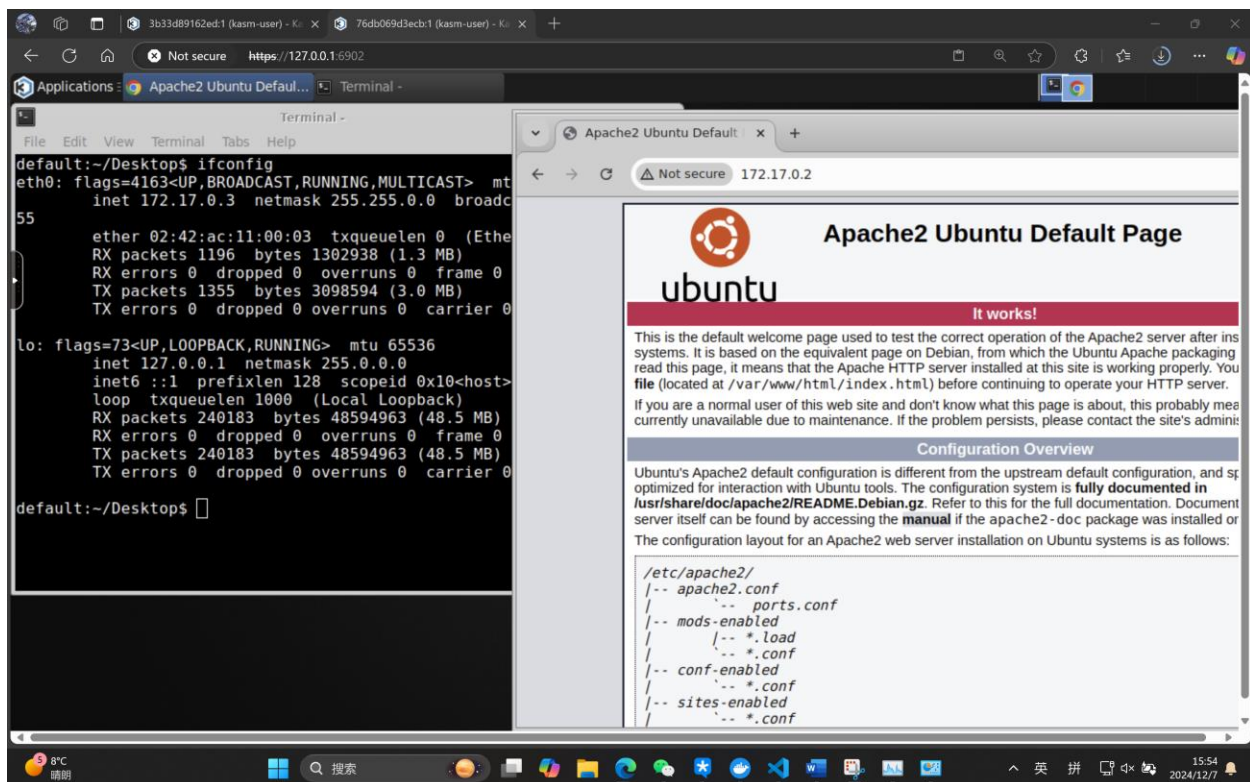 3b33d89162ed:1 (kasm-user) - Ka
76db069d3ecb:1 (kasm-user) - Ka
Not secure https://127.0.0.1:6902
Applications
Apache2 Ubuntu Defaul...
Terminal -
Terminal -
File Edit View Terminal Tabs Help
default:~/Desktop$ ifconfig
eth0: flags=4163<UP,BROADCAST,RUNNING,MULTICAST> mt
inet 172.17.0.3 netmask 255.255.0.0 broadc
55
ether 02:42:ac:11:00:03 txqueuelen 0 (Ethe
RX packets 1196 bytes 1302938 (1.3 MB)
RX errors 0 dropped 0 overruns 0 frame 0
TX packets 1355 bytes 3098594 (3.0 MB)
TX errors 0 dropped 0 overruns 0 carrier 0
lo: flags=73<UP,LOOPBACK,RUNNING> mtu 65536
inet 127.0.0.1 netmask 255.0.0.0
inet6 ::1 prefixlen 128 scopeid 0x10<host>
loop txqueuelen 1000 (Local Loopback)
RX packets 240183 bytes 48594963 (48.5 MB)
RX errors 0 dropped 0 overruns 0 frame 0
TX packets 240183 bytes 48594963 (48.5 MB)
TX errors 0 dropped 0 overruns 0 carrier 0
default:~/Desktop$
Apache2 Ubuntu Default
Not secure 172.17.0.2
ubuntu
Apache2 Ubuntu Default Page
It works!
This is the default welcome page used to test the correct operation of the Apache2 server after ins
systems. It is based on the equivalent page on Debian, from which the Ubuntu Apache packaging
read this page, it means that the Apache HTTP server installed at this site is working properly. You
file (located at /var/www/html/index.html) before continuing to operate your HTTP server.
If you are a normal user of this web site and don't know what this page is about, this probably mea
currently unavailable due to maintenance. If the problem persists, please contact the site's adminis
Configuration Overview
Ubuntu's Apache2 default configuration is different from the upstream default configuration, and sp
optimized for interaction with Ubuntu tools. The configuration system is fully documented in
/usr/share/doc/apache2/README.Debian.gz. Refer to this for the full documentation. Document
server itself can be found by accessing the manual if the apache2-doc package was installed or
The configuration layout for an Apache2 web server installation on Ubuntu systems is as follows:
/etc/apache2/
|-- apache2.conf
| `-- ports.conf
|-- mods-enabled
| |-- *.load
| `-- *.conf
|-- conf-enabled
| `-- *.conf
|-- sites-enabled
| `-- *.conf
5
8°C
晴朗
搜索
英
拼
15:54
2024/12/7